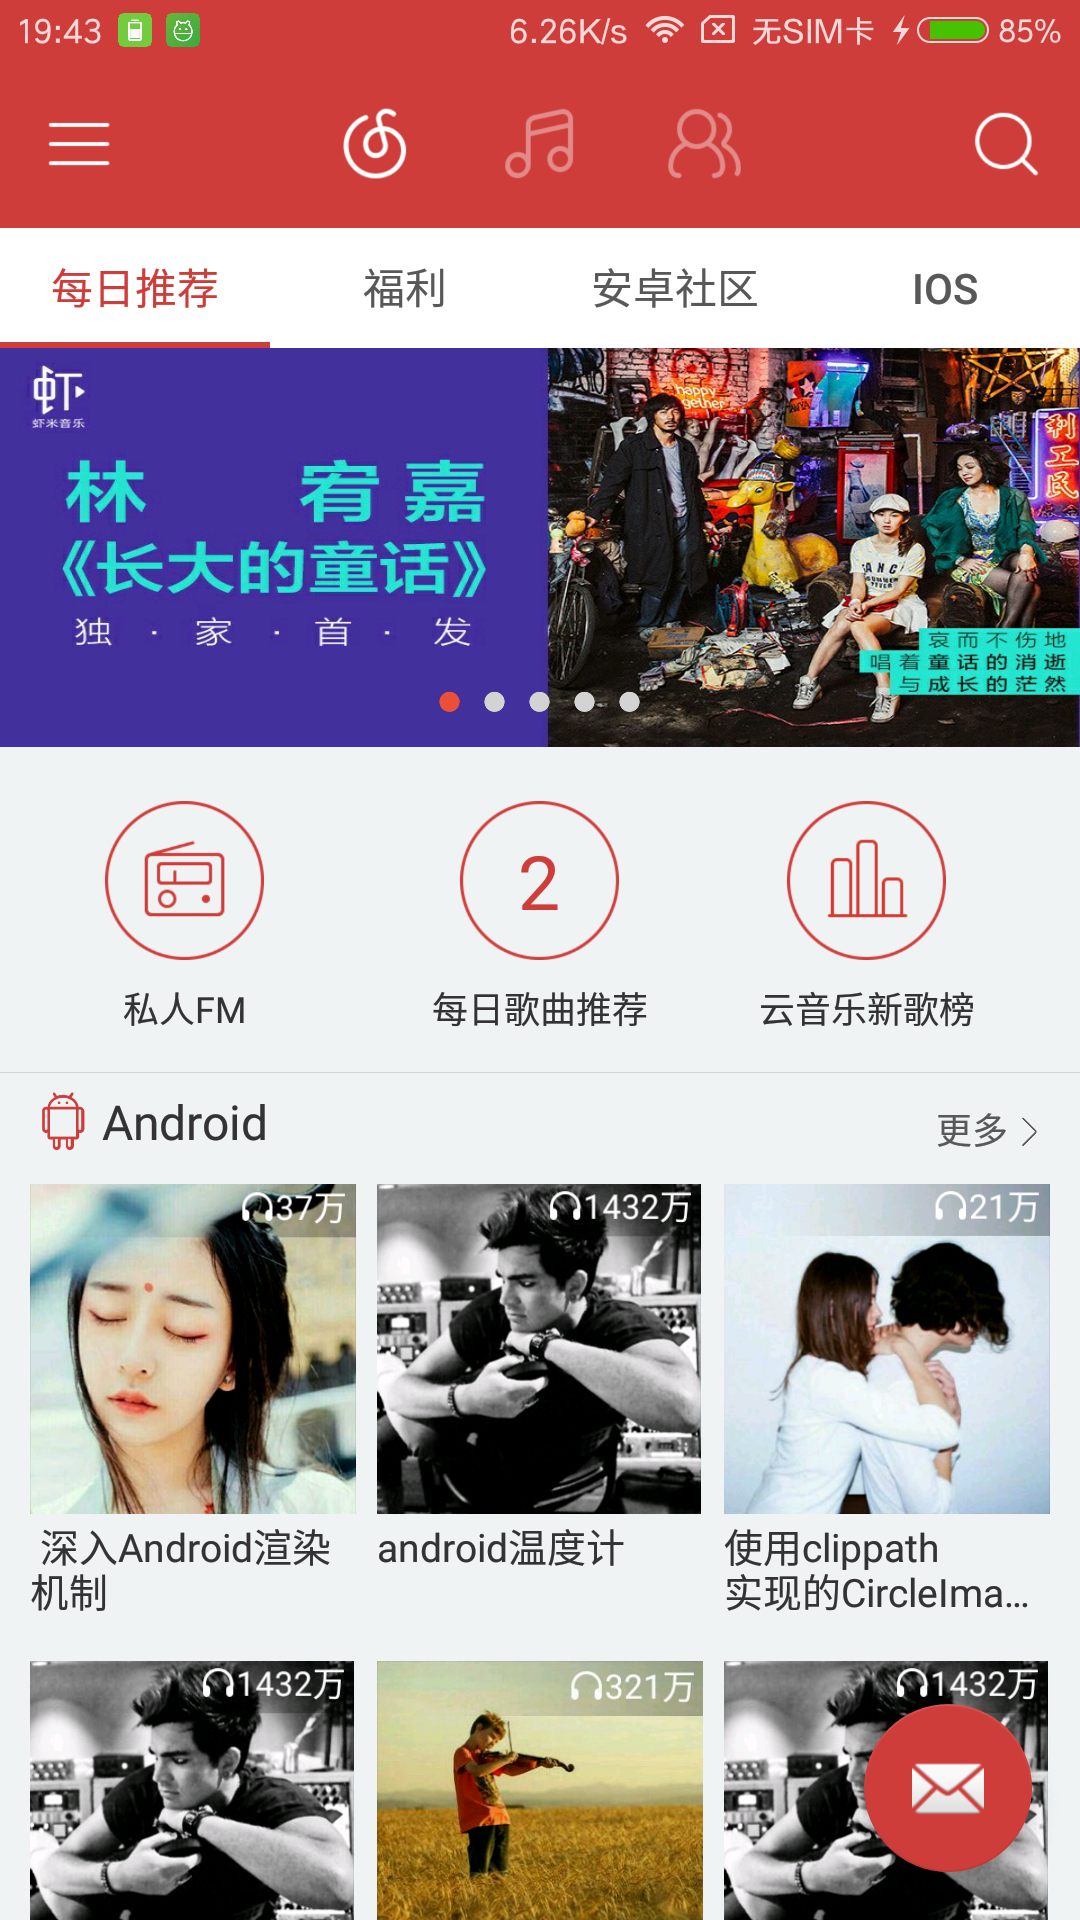 19:43 6.26K/s 无SIM卡 85%
每日推荐 福利 安卓社区 IOS
虾
虾米音乐
林 宥嘉
《长大的童话》
独·家·首·发
happy together
利工民
FANCY
SUMMER
哀而不伤地
唱着童话的消逝
与成长的茫然
2
私人FM 每日歌曲推荐 云音乐新歌榜
Android 更多
37万 1432万 21万
深入Android渲染
机制
android温度计
使用clippath
实现的CircleIma...
1432万 321万 1432万